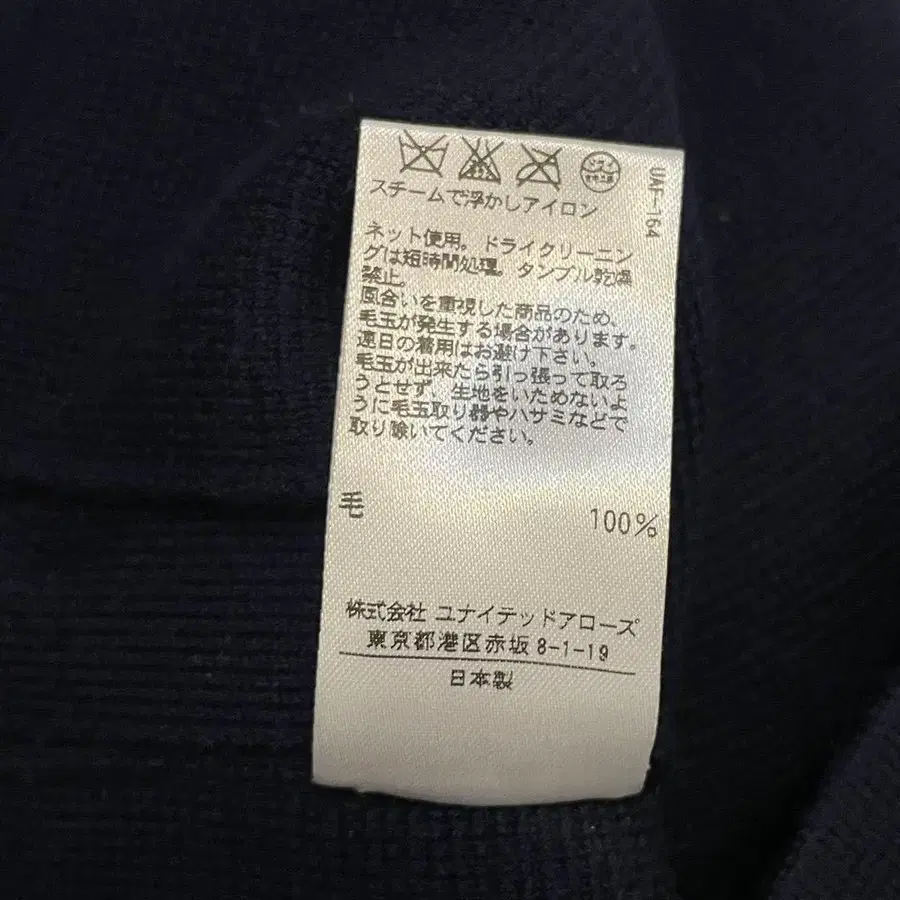 スチームで浮かしアイロン
UAF-164
ネット使用。ドライクリーニン
グは短時間処理。タンブル乾燥
禁止。
風合いを重視した商品のため、
毛玉が発生する場合があります。
連日の着用はお避け下さい。
毛玉が出来たら引っ張って取ろ
うとせず、生地をいためないよ
うに毛玉取り器やハサミなどで
取り除いてください。
毛 100%
株式会社 ユナイテッドアローズ
東京都港区赤坂8-1-19
日本製